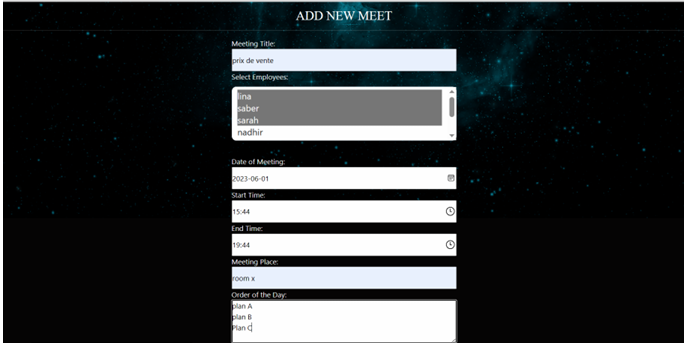 ADD NEW MEET
Meeting Title:
prix de vente
Select Employees:
lina
saber
sarah
nadhir
Date of Meeting:
2023-06-01
Start Time:
15:44
End Time:
19:44
Meeting Place:
room x
Order of the Day:
plan A
plan B
Plan C